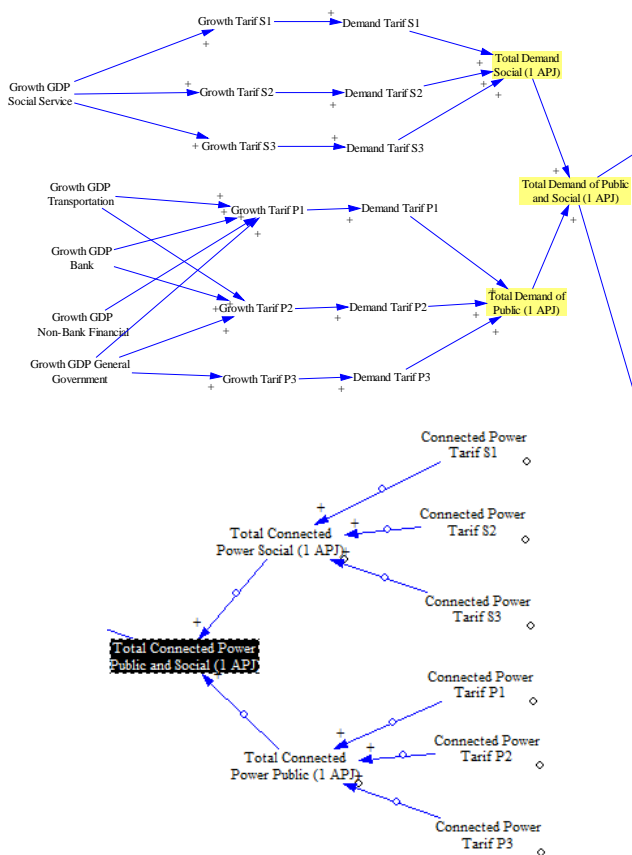 Growth Tarif S1
Demand Tarif S1
Total Demand
Social (1 APJ)
Growth GDP
Social Service
Growth Tarif S2
Demand Tarif S2
Growth Tarif S3
Demand Tarif S3
Growth GDP
Transportation
Total Demand of Public
and Social (1 APJ)
Growth Tarif P1
Demand Tarif P1
Growth GDP
Bank
Growth Tarif P2
Demand Tarif P2
Total Demand of
Public (1 APJ)
Growth GDP
Non-Bank Financial
Growth GDP General
Government
Growth Tarif P3
Demand Tarif P3
Connected Power
Tarif S1
Total Connected
Power Social (1 APJ)
Connected Power
Tarif S2
Connected Power
Tarif S3
Total Connected Power
Public and Social (1 APJ)
Connected Power
Tarif P1
Total Connected
Power Public (1 APJ)
Connected Power
Tarif P2
Connected Power
Tarif P3